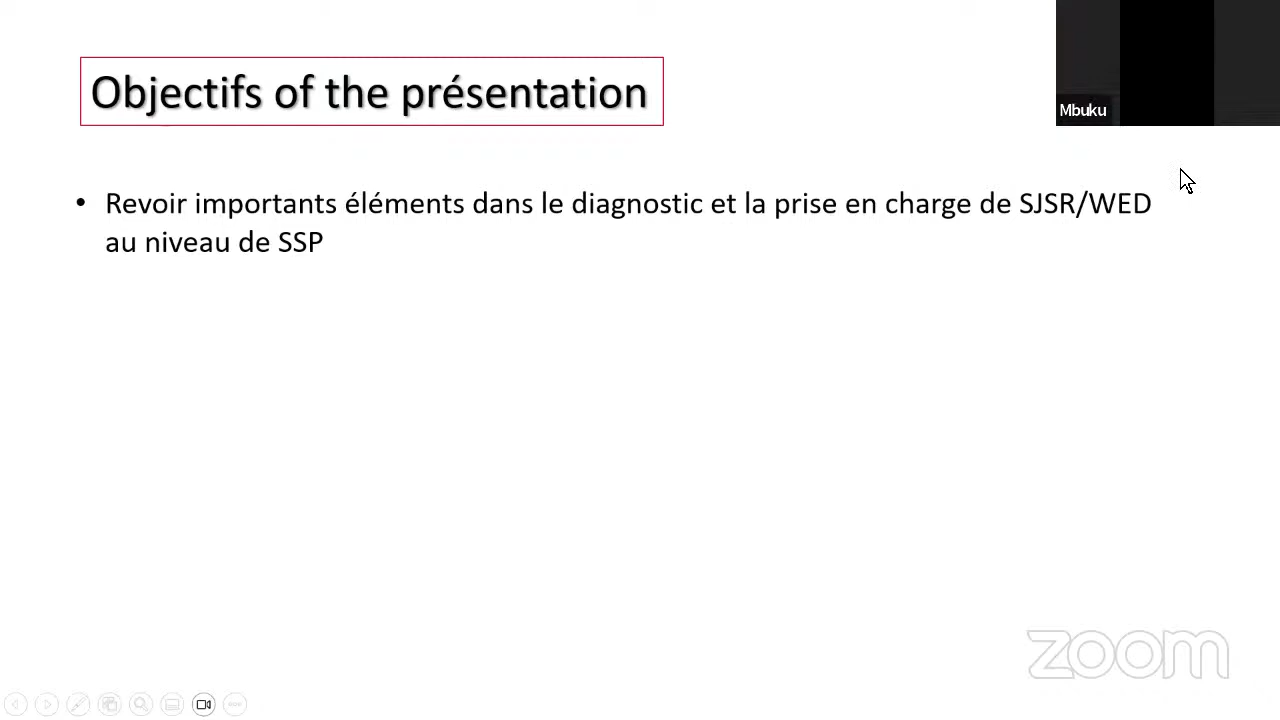 Objectifs of the présentation
Mbuku
• Revoir importants éléments dans le diagnostic et la prise en charge de SJSR/WED
au niveau de SSP
zoom